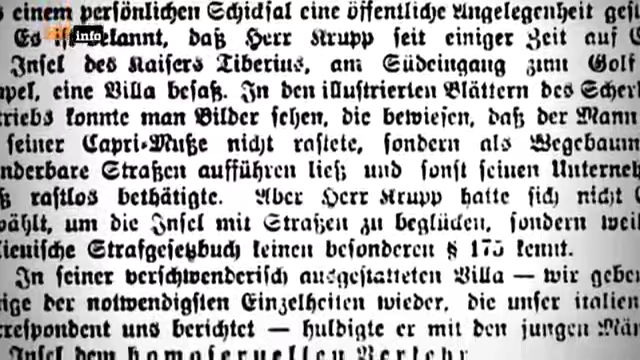 einem persönlichen Schicksal eine öffentliche Angelegenheit
Es ist bekannt, daß Herr Krupp seit einiger Zeit auf
info
Insel des Kaisers Tiberius, am Südeingang zum Golf
eine Villa besaß. In den illustrierten Blättern des Scherl
triebs konnte man Bilder sehen, die bewiesen, daß der Mann
seiner Capri-Muße nicht rastete, sondern als Wegebaum
nderbare Straßen aufführen ließ und sonst seinen Unterneh
ß rastlos bethätigte. Aber Herr Krupp hatte sich nicht
wählt, um die Insel mit Straßen zu beglücken, sondern weil
lienische Strafgesetzbuch keinen besonderen § 175 kennt.
In seiner verschwenderisch ausgestatteten Villa — wir geben
ige der notwendigsten Einzelheiten wieder, die unser italien
rrespondent uns berichtet — huldigte er mit den jungen Män
Insel dem homosexuellen Verkehr